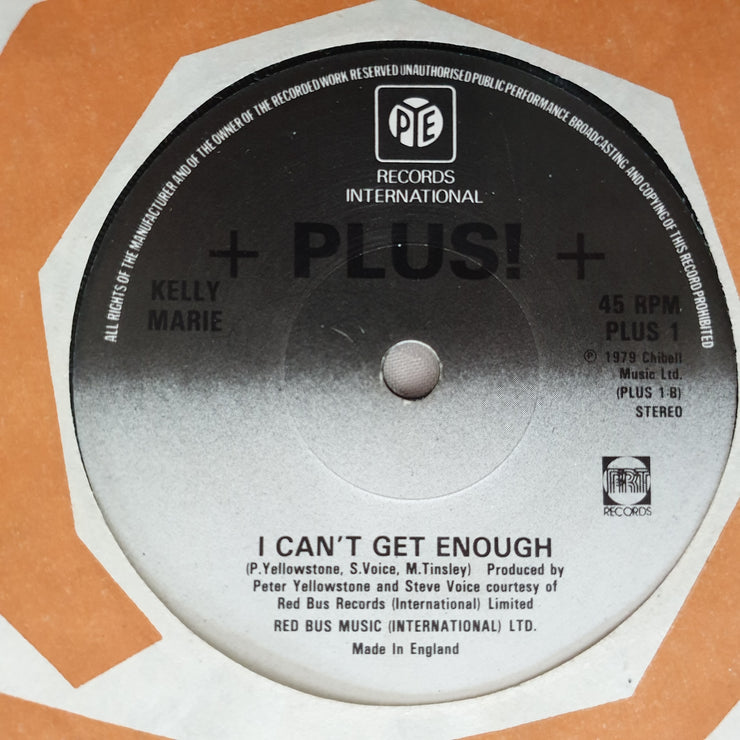 ALL RIGHTS OF THE MANUFACTURER AND OF THE OWNER OF THE RECORDED WORK RESERVED UNAUTHORISED PUBLIC PERFORMANCE BROADCASTING AND COPYING OF THIS RECORD PROHIBITED
PYE
RECORDS
INTERNATIONAL
+ PLUS! +
KELLY
MARIE
45 RPM
PLUS 1
℗ 1979 Chibell
Music Ltd.
(PLUS 1-B)
STEREO
ART
RECORDS
I CAN'T GET ENOUGH
(P.Yellowstone, S.Voice, M.Tinsley) Produced by
Peter Yellowstone and Steve Voice courtesy of
Red Bus Records (International) Limited
RED BUS MUSIC (INTERNATIONAL) LTD.
Made In England